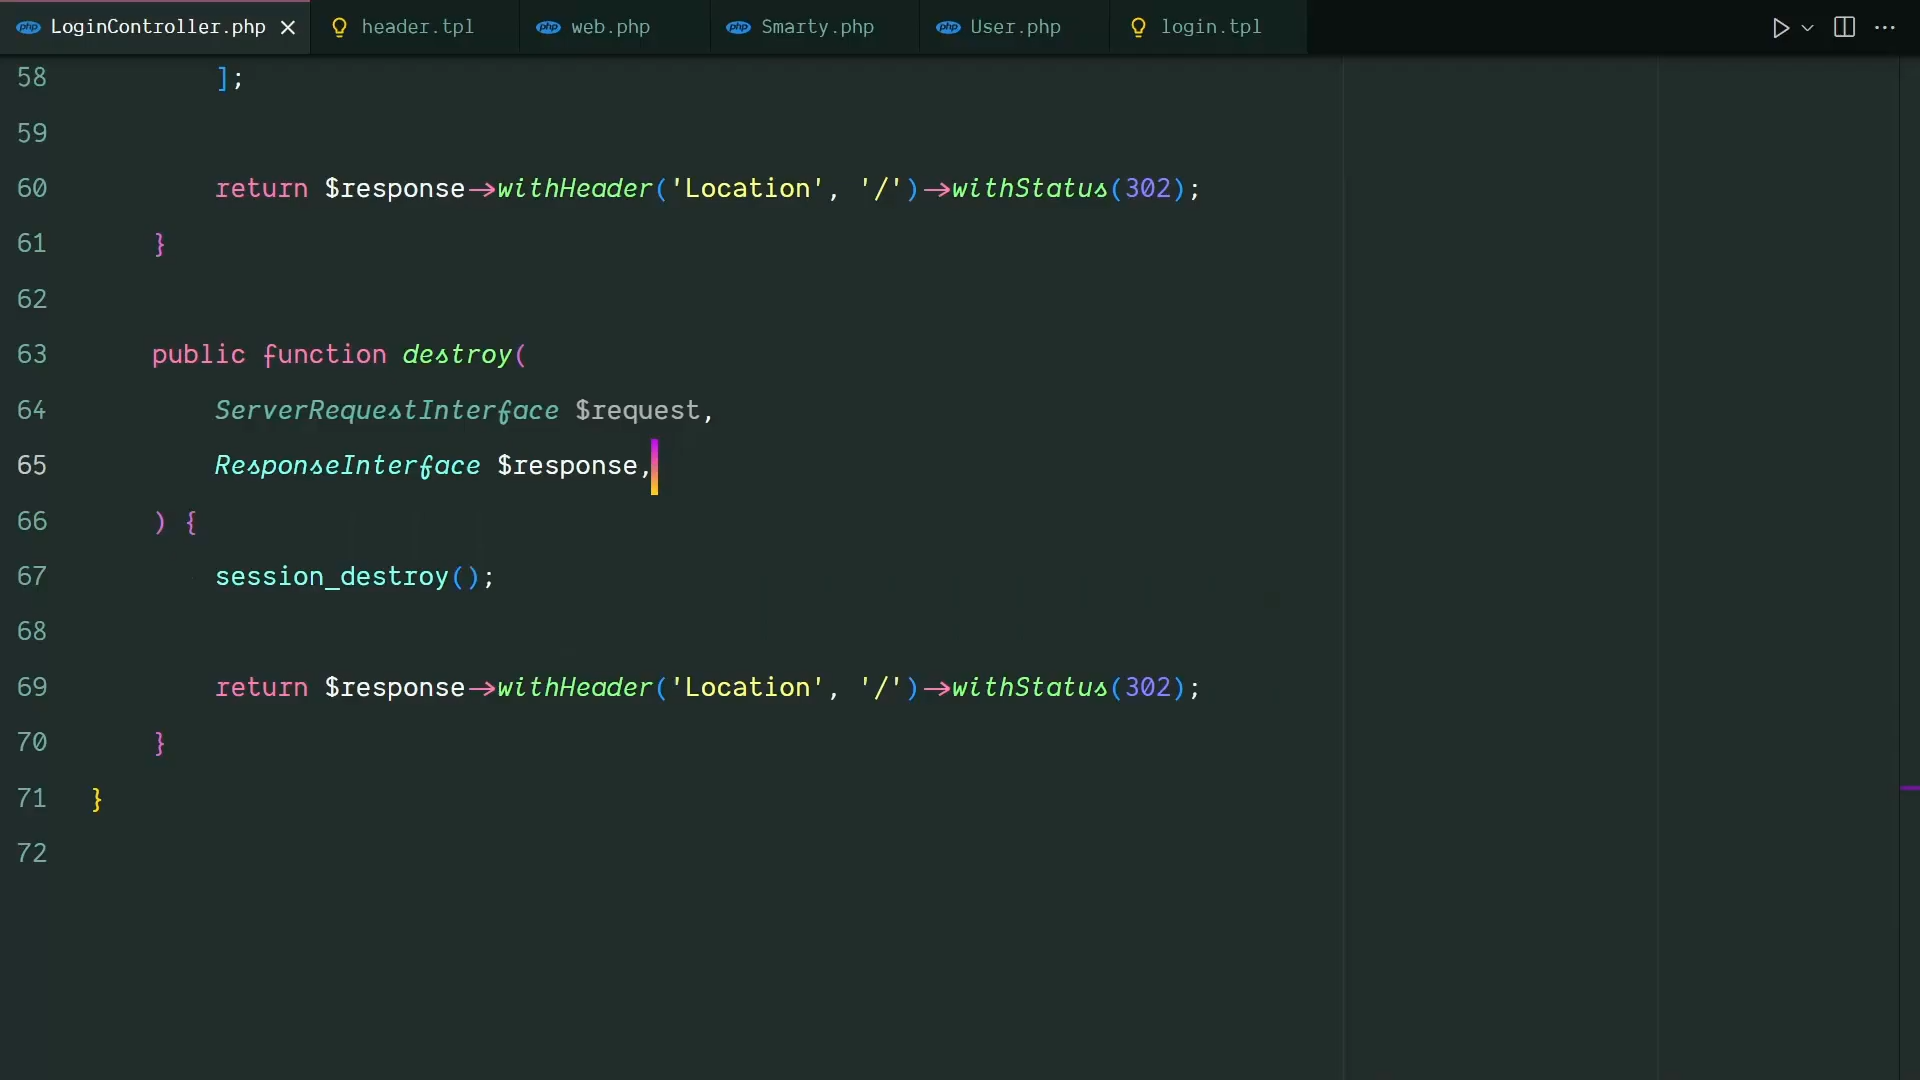 LoginController.php header.tpl web.php Smarty.php User.php login.tpl
58 ];
59
60 return $response->withHeader('Location', '/')->withStatus(302);
61 }
62
63 public function destroy(
64 ServerRequestInterface $request,
65 ResponseInterface $response,
66 ) {
67 session_destroy();
68
69 return $response->withHeader('Location', '/')->withStatus(302);
70 }
71 }
72